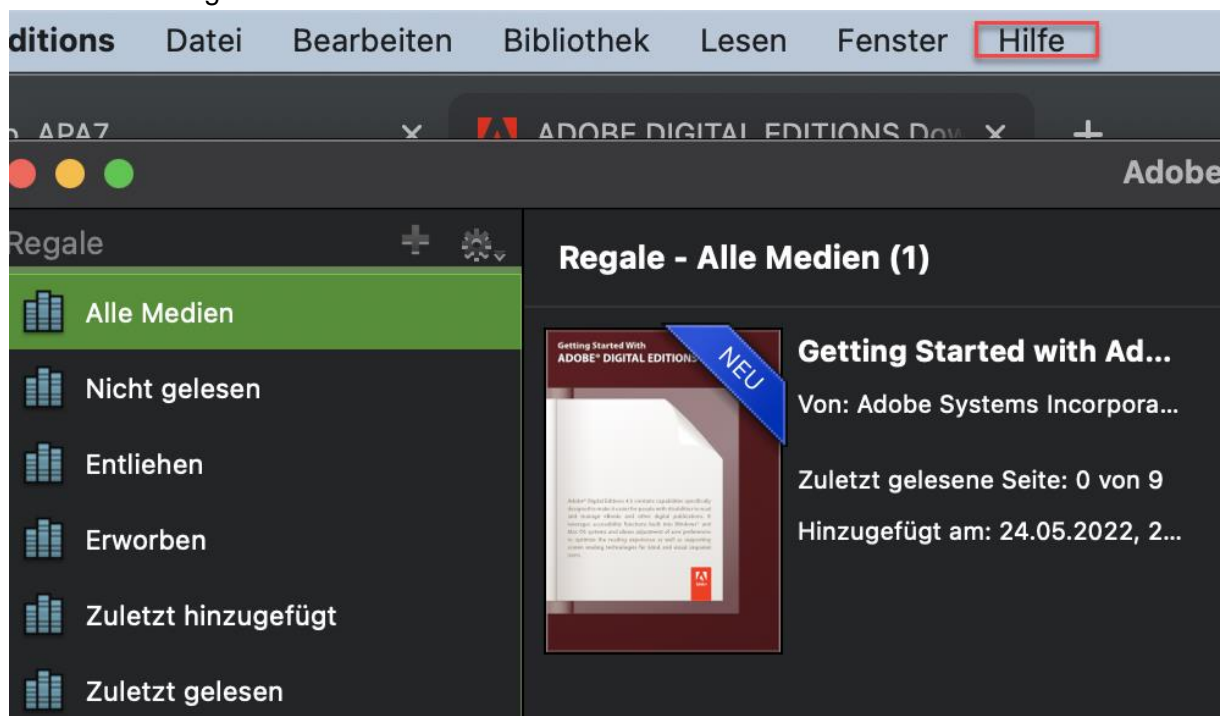 ditions Datei Bearbeiten Bibliothek Lesen Fenster Hilfe
APA7 ADOBE DIGITAL EDITIONS Dow
Adobe
Regale
Alle Medien
Nicht gelesen
Entliehen
Erworben
Zuletzt hinzugefügt
Zuletzt gelesen
Regale - Alle Medien (1)
Getting Started With
ADOBE® DIGITAL EDITIONS
NEU
Getting Started with Ad...
Von: Adobe Systems Incorpora...
Zuletzt gelesene Seite: 0 von 9
Hinzugefügt am: 24.05.2022, 2...